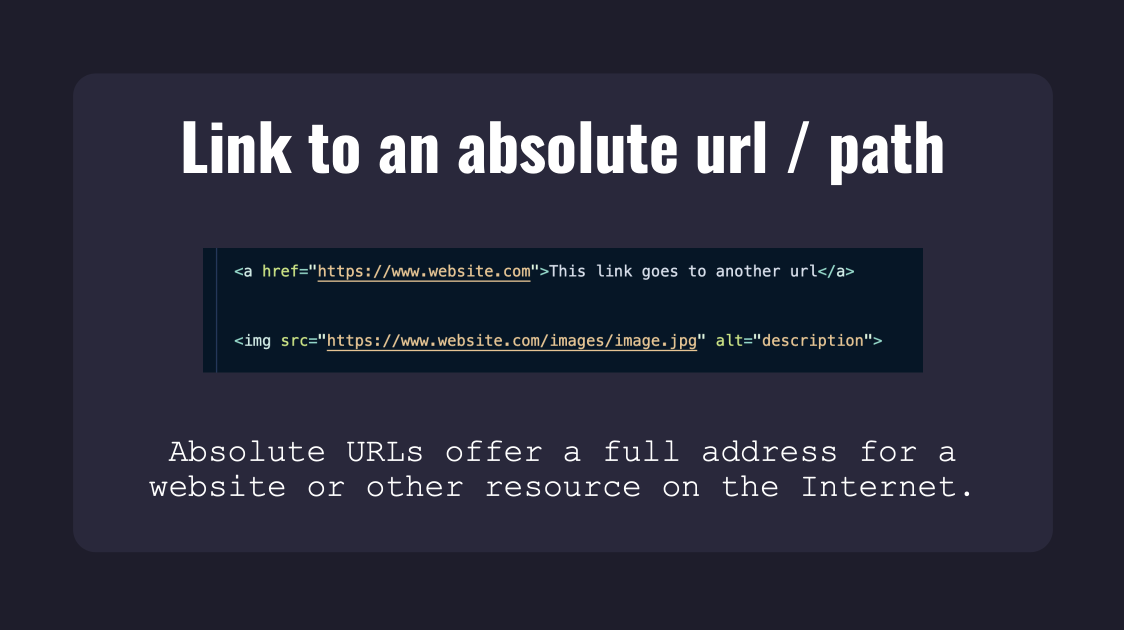 Link to an absolute url / path
<a href="https://www.website.com">This link goes to another url</a>
<img src="https://www.website.com/images/image.jpg" alt="description">
Absolute URLs offer a full address for a
website or other resource on the Internet.